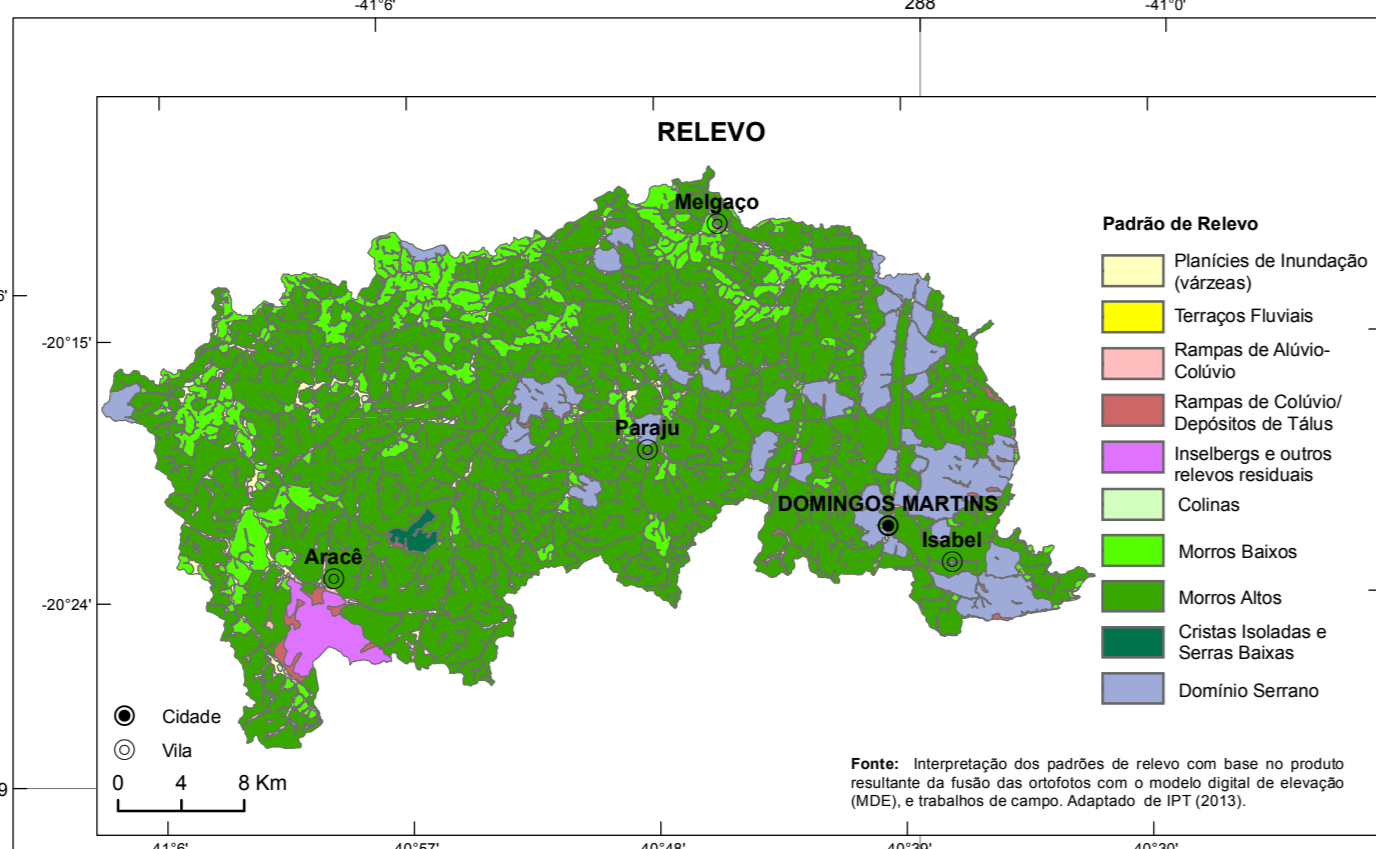 -41°6'
288
-41°0'
RELEVO
Melgaço
Padrão de Relevo
Planícies de Inundação
(várzeas)
Terraços Fluviais
Rampas de Alúvio-
Colúvio
Rampas de Colúvio/
Depósitos de Tálus
Inselbergs e outros
relevos residuais
Colinas
Morros Baixos
Morros Altos
Cristas Isoladas e
Serras Baixas
Domínio Serrano
-20°15'
Paraju
DOMINGOS MARTINS
Isabel
Aracê
-20°24'
Cidade
Vila
0 4 8 Km
Fonte: Interpretação dos padrões de relevo com base no produto
resultante da fusão das ortofotos com o modelo digital de elevação
(MDE), e trabalhos de campo. Adaptado de IPT (2013).
41°6'
40°57'
40°48'
40°39'
40°30'